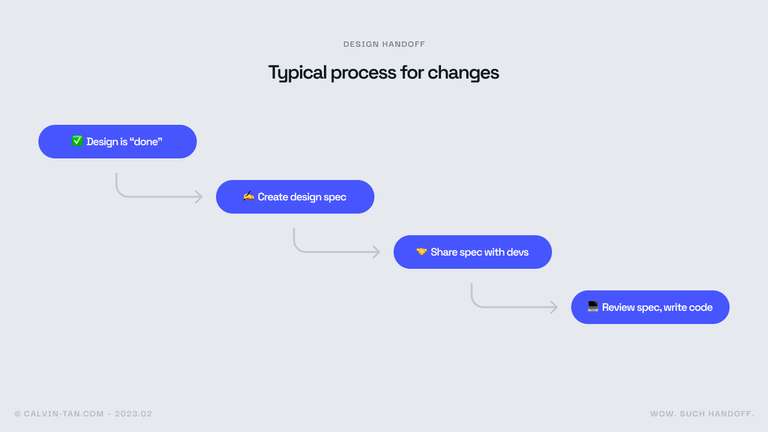 DESIGN HANDOFF
Typical process for changes
✅ Design is “done”
✍️ Create design spec
🤝 Share spec with devs
💻 Review spec, write code
© CALVIN-TAN.COM – 2023.02
WOW. SUCH HANDOFF.